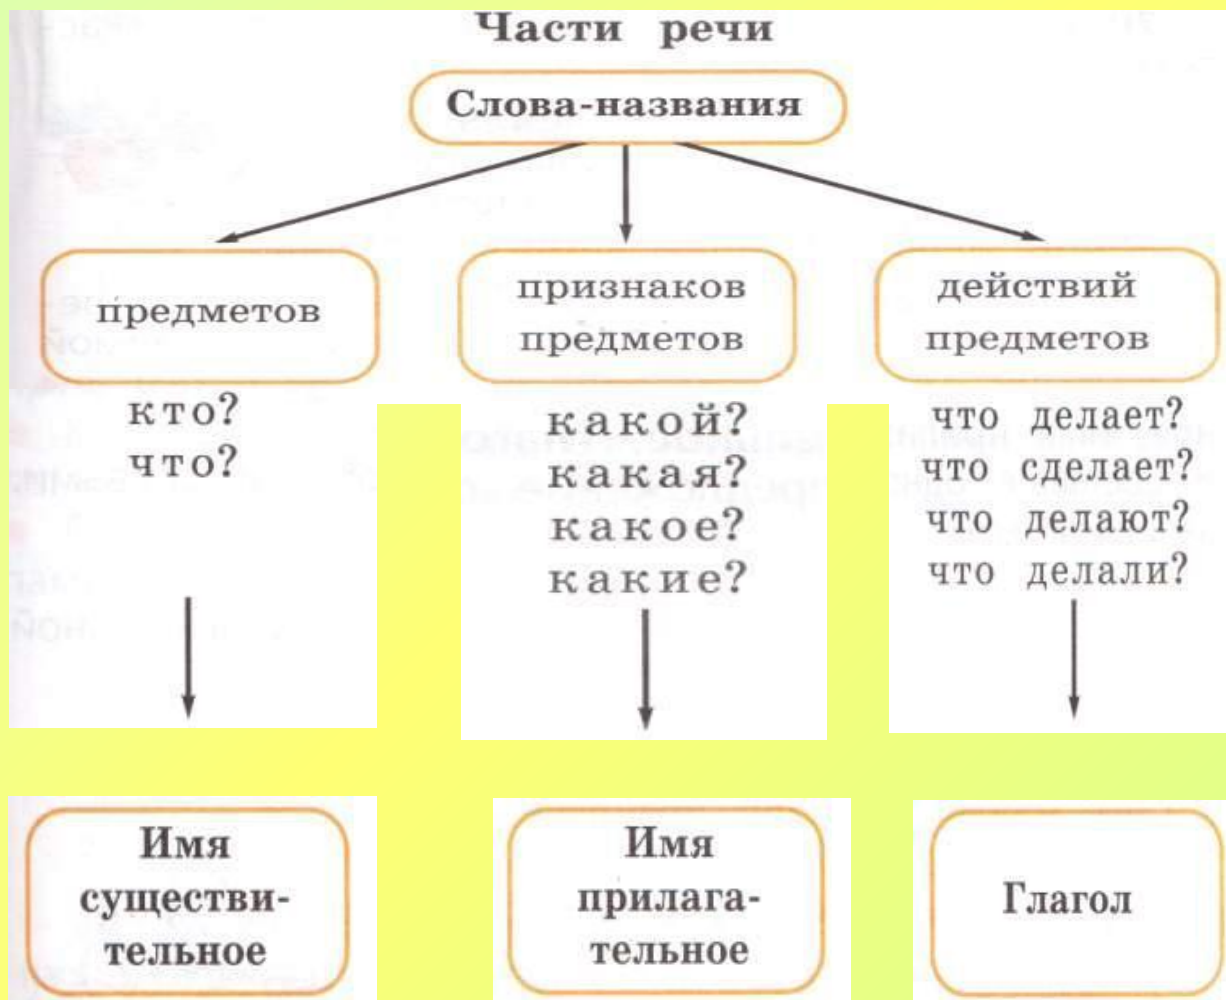 Части речи
Слова-названия
предметов
признаков
предметов
действий
предметов
кто?
что?
какой?
какая?
какое?
какие?
что делает?
что сделает?
что делают?
что делали?
Имя
существи-
тельное
Имя
прилага-
тельное
Глагол